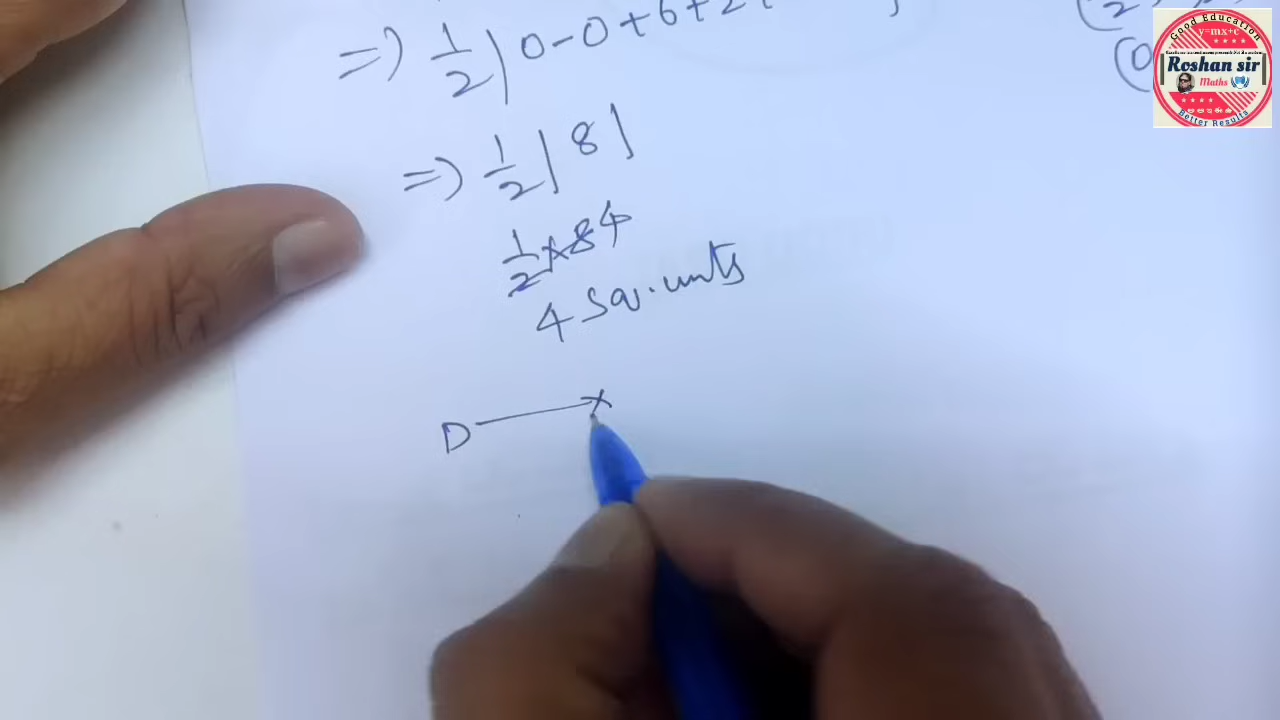 =) 1/2 | 0 - 0 + 6 + 2
=) 1/2 | 8 |
1/2 × 8 4
4 Sq. units
D
Good Education
y=mx+c
Roshan sir
Maths
Better Results